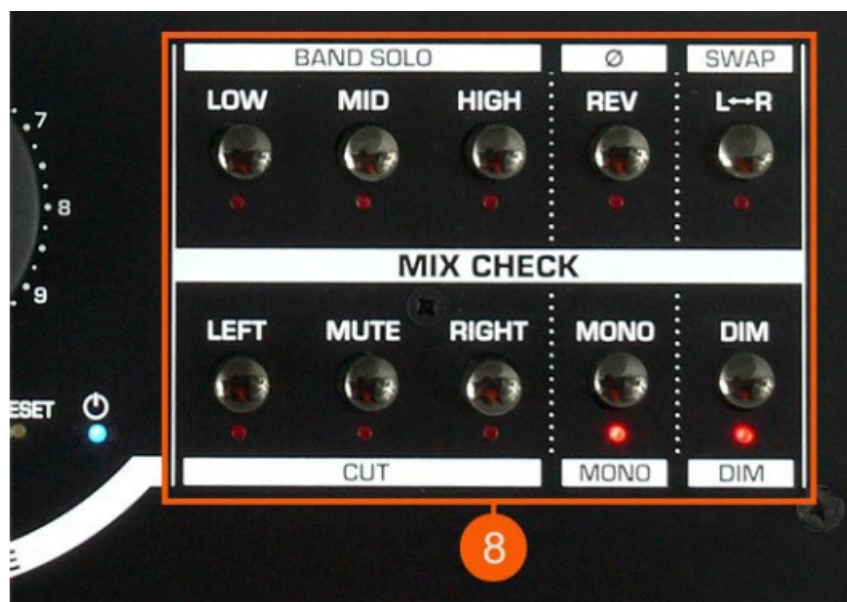 BAND SOLO Ø SWAP
LOW MID HIGH REV L↔R
7
8
MIX CHECK
9
LEFT MUTE RIGHT MONO DIM
ESET
CUT MONO DIM
E
8